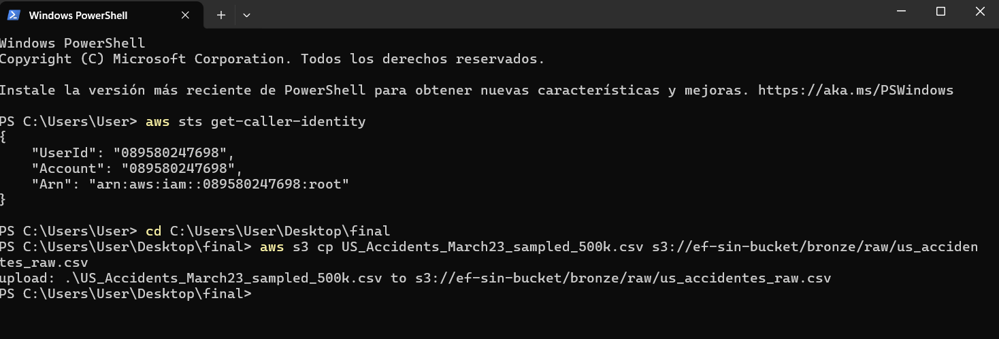 Windows PowerShell
Windows PowerShell
Copyright (C) Microsoft Corporation. Todos los derechos reservados.
Instale la versión más reciente de PowerShell para obtener nuevas características y mejoras. https://aka.ms/PSWindows
PS C:\Users\User> aws sts get-caller-identity
{
    "UserId": "089580247698",
    "Account": "089580247698",
    "Arn": "arn:aws:iam::089580247698:root"
}
PS C:\Users\User> cd C:\Users\User\Desktop\final
PS C:\Users\User\Desktop\final> aws s3 cp US_Accidents_March23_sampled_500k.csv s3://ef-sin-bucket/bronze/raw/us_acciden
tes_raw.csv
upload: .\US_Accidents_March23_sampled_500k.csv to s3://ef-sin-bucket/bronze/raw/us_accidentes_raw.csv
PS C:\Users\User\Desktop\final>